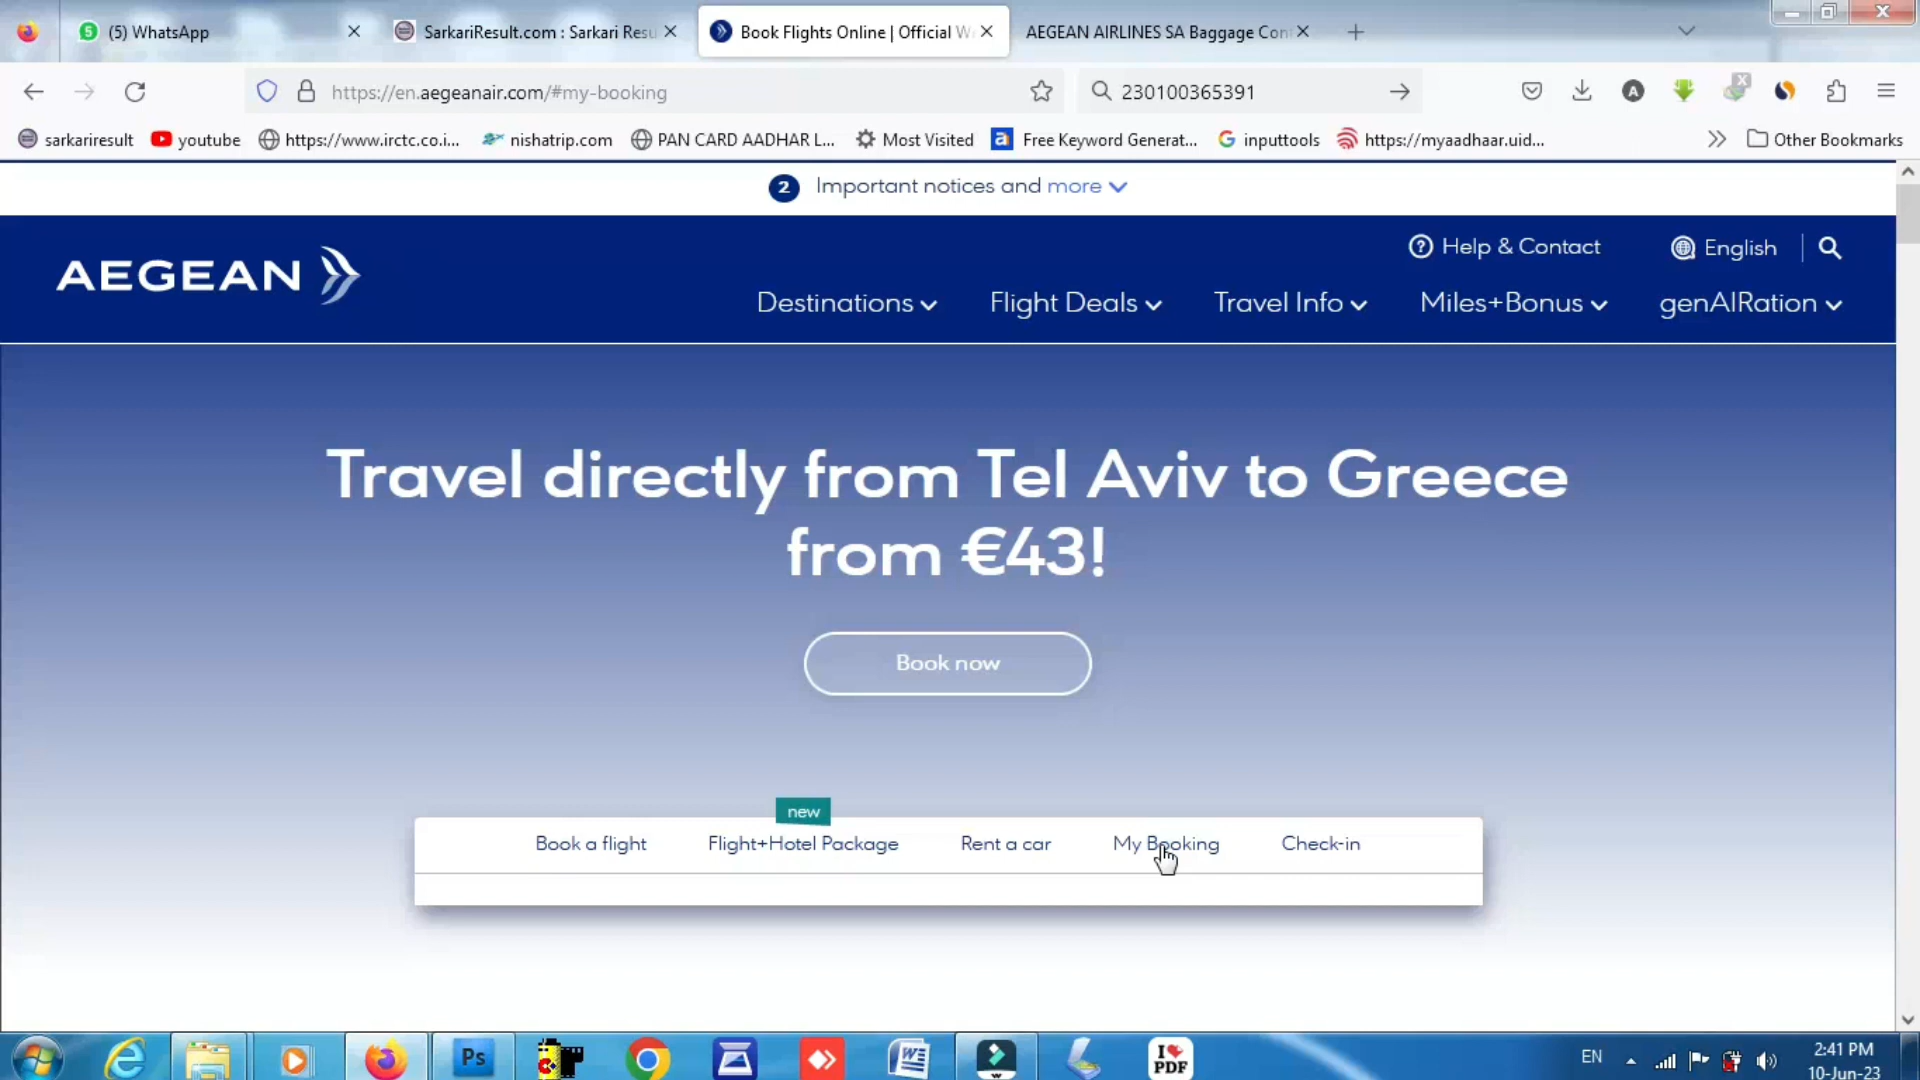 (5) WhatsApp
SarkariResult.com : Sarkari Resu
Book Flights Online | Official W
AEGEAN AIRLINES SA Baggage Con
https://en.aegeanair.com/#my-booking
230100365391
sarkariresult
youtube
https://www.irctc.co.i...
nishatrip.com
PAN CARD AADHAR L...
Most Visited
Free Keyword Generat...
inputtools
https://myaadhaar.uid...
Other Bookmarks
2 Important notices and more
AEGEAN
Help & Contact
English
Destinations
Flight Deals
Travel Info
Miles+Bonus
genAIRation
Travel directly from Tel Aviv to Greece
from €43!
Book now
new
Book a flight
Flight+Hotel Package
Rent a car
My Booking
Check-in
Ps
I PDF
EN
2:41 PM
10-Jun-23